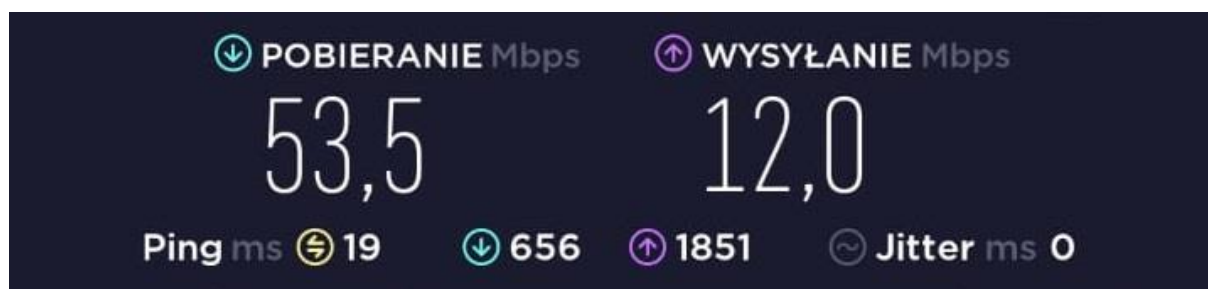 POBIERANIE Mbps WYSYŁANIE Mbps
53,5 12,0
Ping ms 19 656 1851 Jitter ms 0